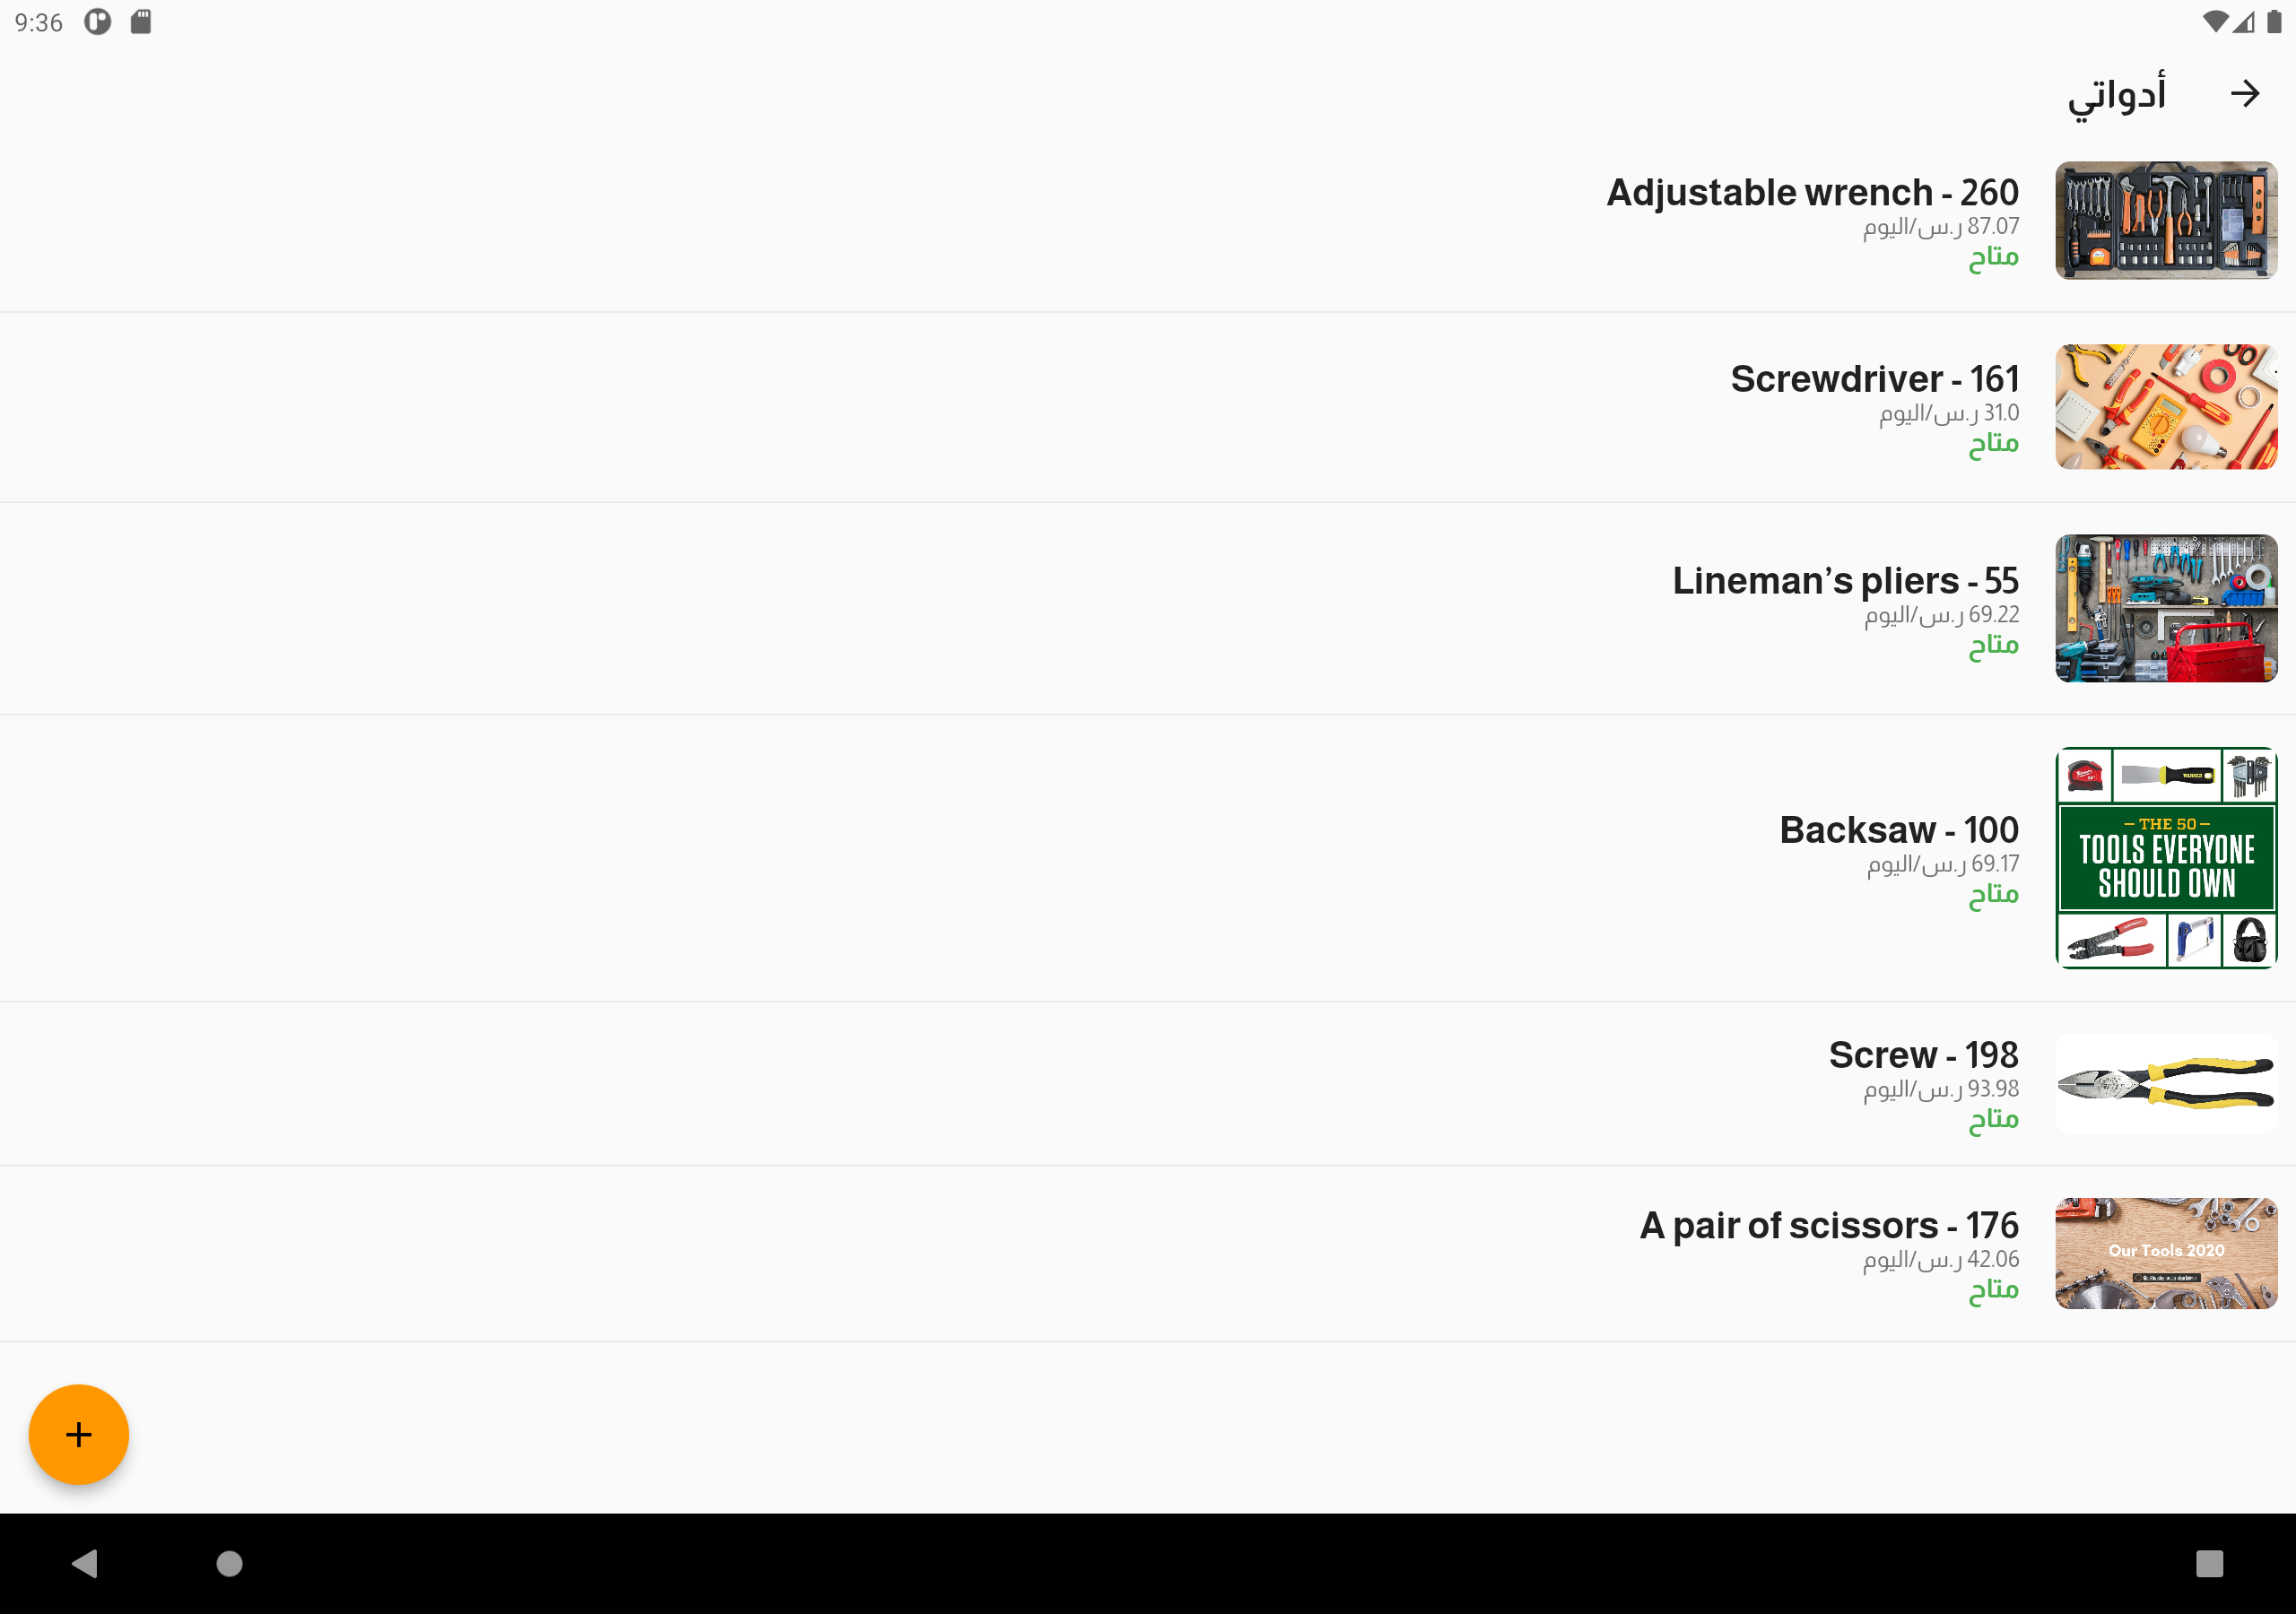 9:36
أدواتي
Adjustable wrench - 260
87.07 ر.س/اليوم
متاح
Screwdriver - 161
31.0 ر.س/اليوم
متاح
Lineman’s pliers - 55
69.22 ر.س/اليوم
متاح
Backsaw - 100
69.17 ر.س/اليوم
متاح
– THE 50 –
TOOLS EVERYONE
SHOULD OWN
Screw - 198
93.98 ر.س/اليوم
متاح
A pair of scissors - 176
42.06 ر.س/اليوم
متاح
Our Tools 2020